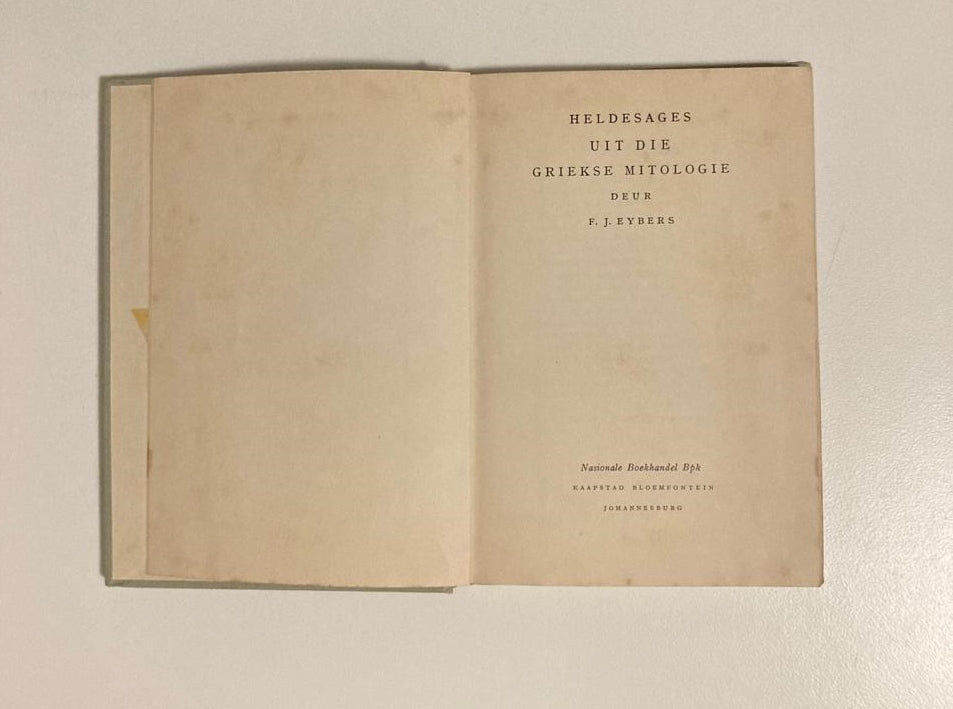 HELDESAGES
UIT DIE
GRIEKSE MITOLOGIE
DEUR
F. J. EYBERS
Nasionale Boekhandel Bpk
KAAPSTAD BLOEMFONTEIN
JOHANNESBURG